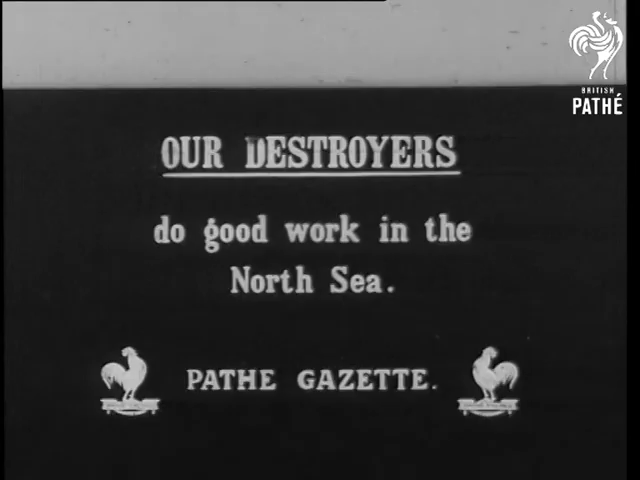 BRITISH
PATHÉ
OUR DESTROYERS
do good work in the
North Sea.
PATHE GAZETTE.